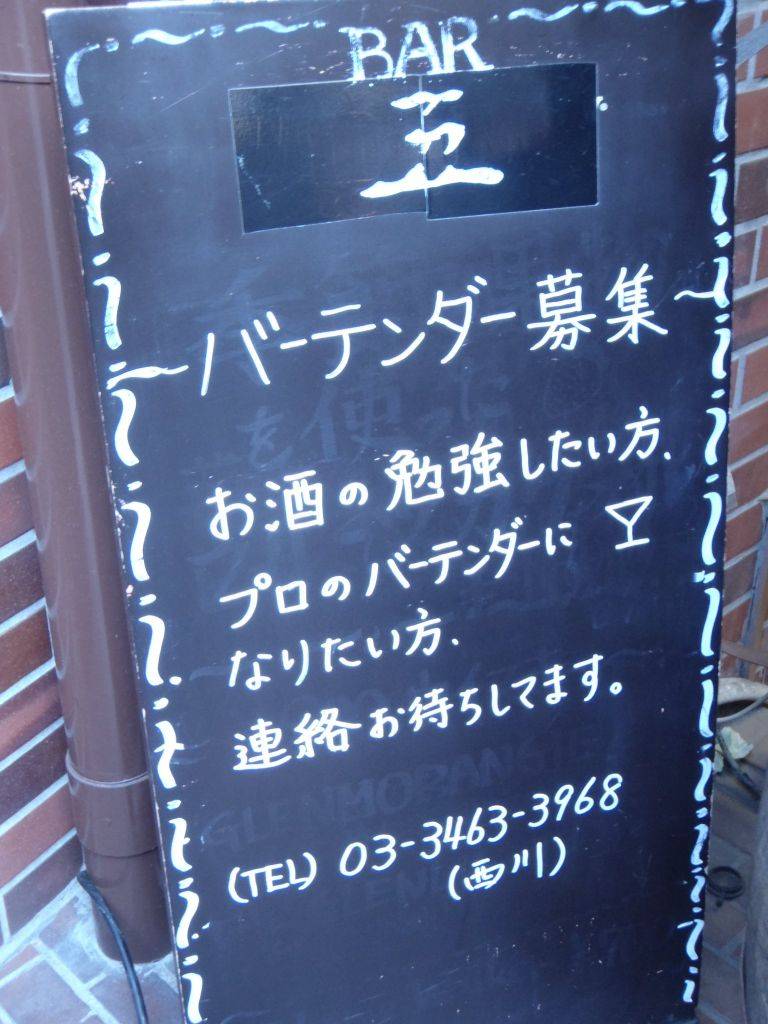 BAR
〜バーテンダー募集〜
お酒の勉強したい方、
プロのバーテンダーに
なりたい方、
連絡お待ちしてます。
(TEL) 03-3463-3968
(西川)